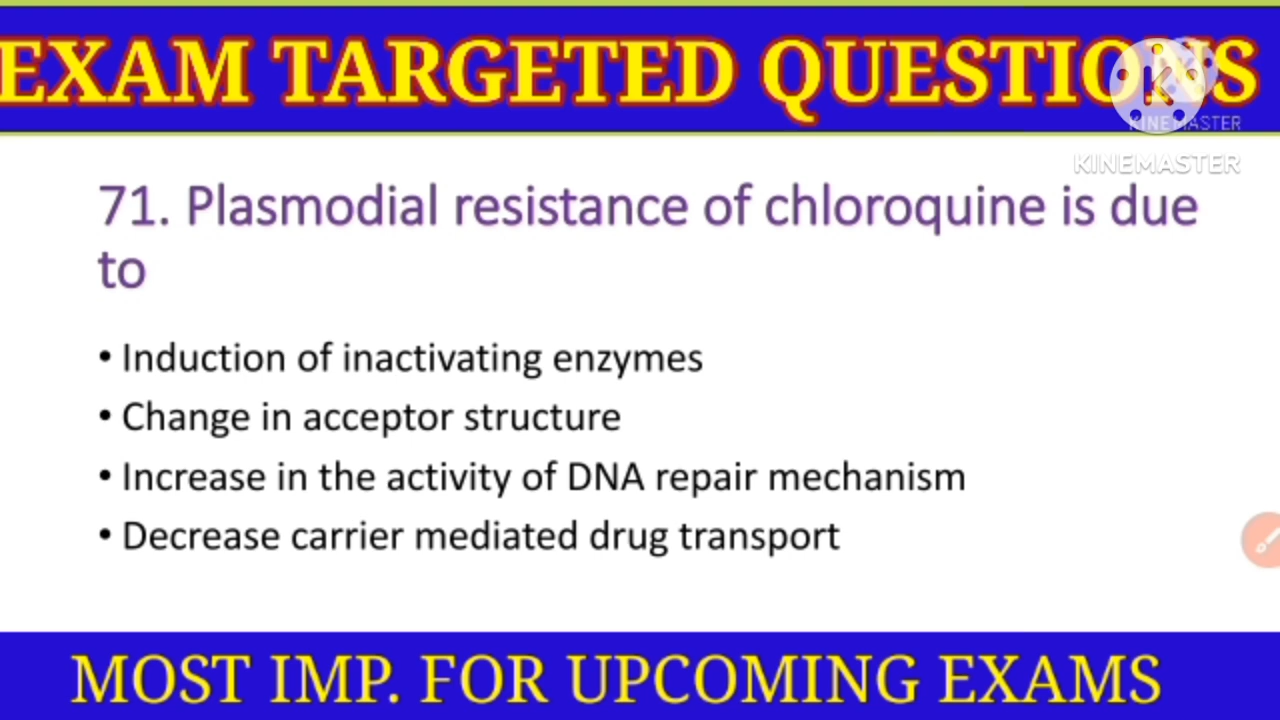 EXAM TARGETED QUESTIONS
KINEMASTER
KINEMASTER
71. Plasmodial resistance of chloroquine is due
to
• Induction of inactivating enzymes
• Change in acceptor structure
• Increase in the activity of DNA repair mechanism
• Decrease carrier mediated drug transport
MOST IMP. FOR UPCOMING EXAMS